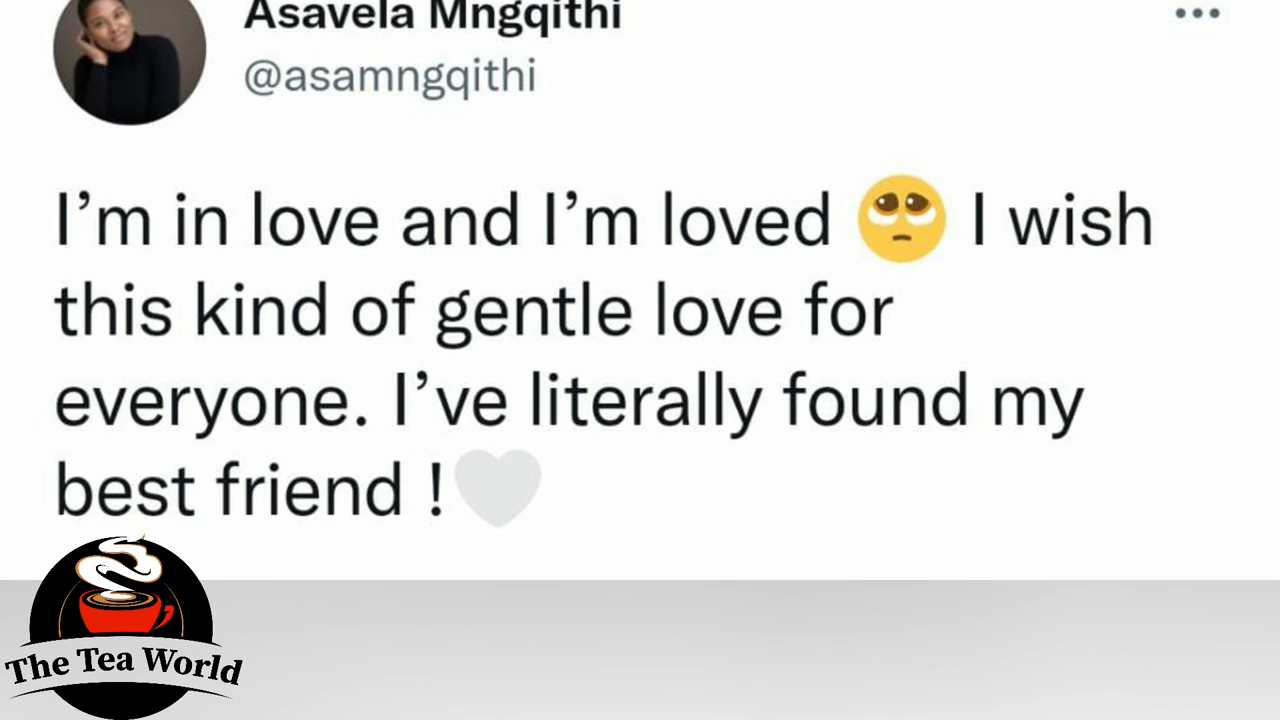 Asavela Mngqithi
@asamngqithi
I’m in love and I’m loved 🥺 I wish
this kind of gentle love for
everyone. I’ve literally found my
best friend !🤍
The Tea World